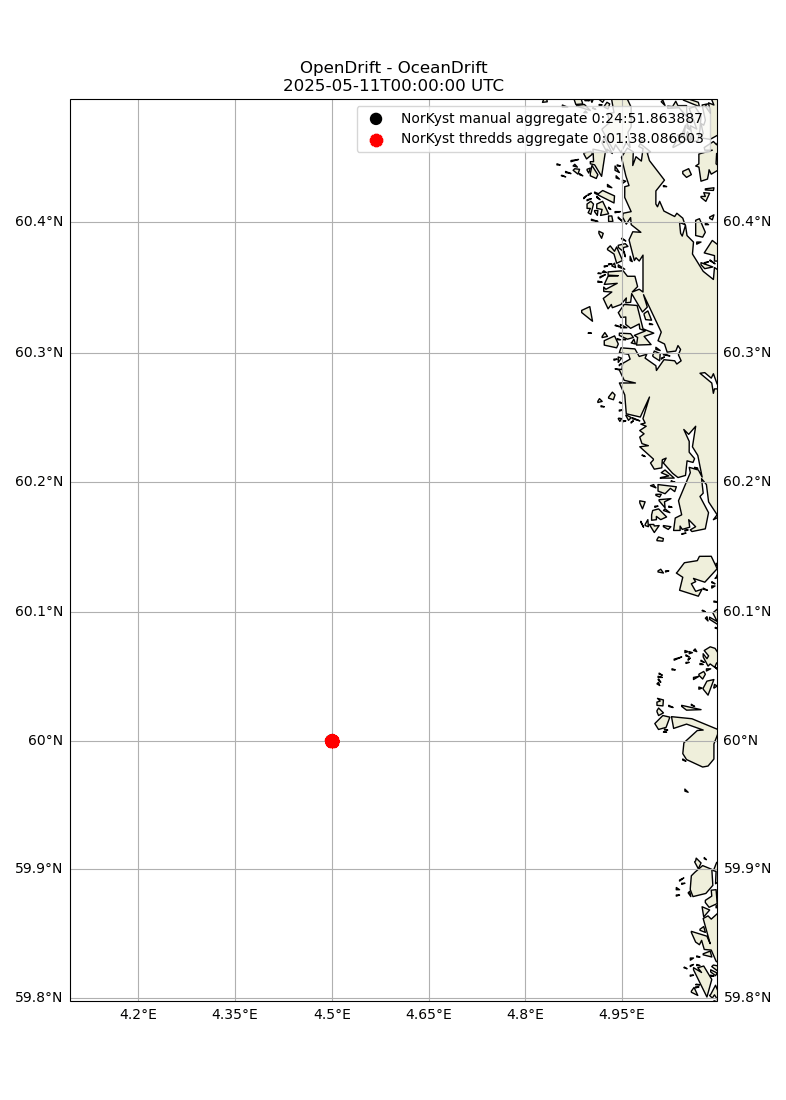 OpenDrift - OceanDrift
2025-05-11T00:00:00 UTC
NorKyst manual aggregate 0:24:51.863887
NorKyst thredds aggregate 0:01:38.086603
60.4°N 60.4°N
60.3°N 60.3°N
60.2°N 60.2°N
60.1°N 60.1°N
60°N 60°N
59.9°N 59.9°N
59.8°N 59.8°N
4.2°E 4.35°E 4.5°E 4.65°E 4.8°E 4.95°E